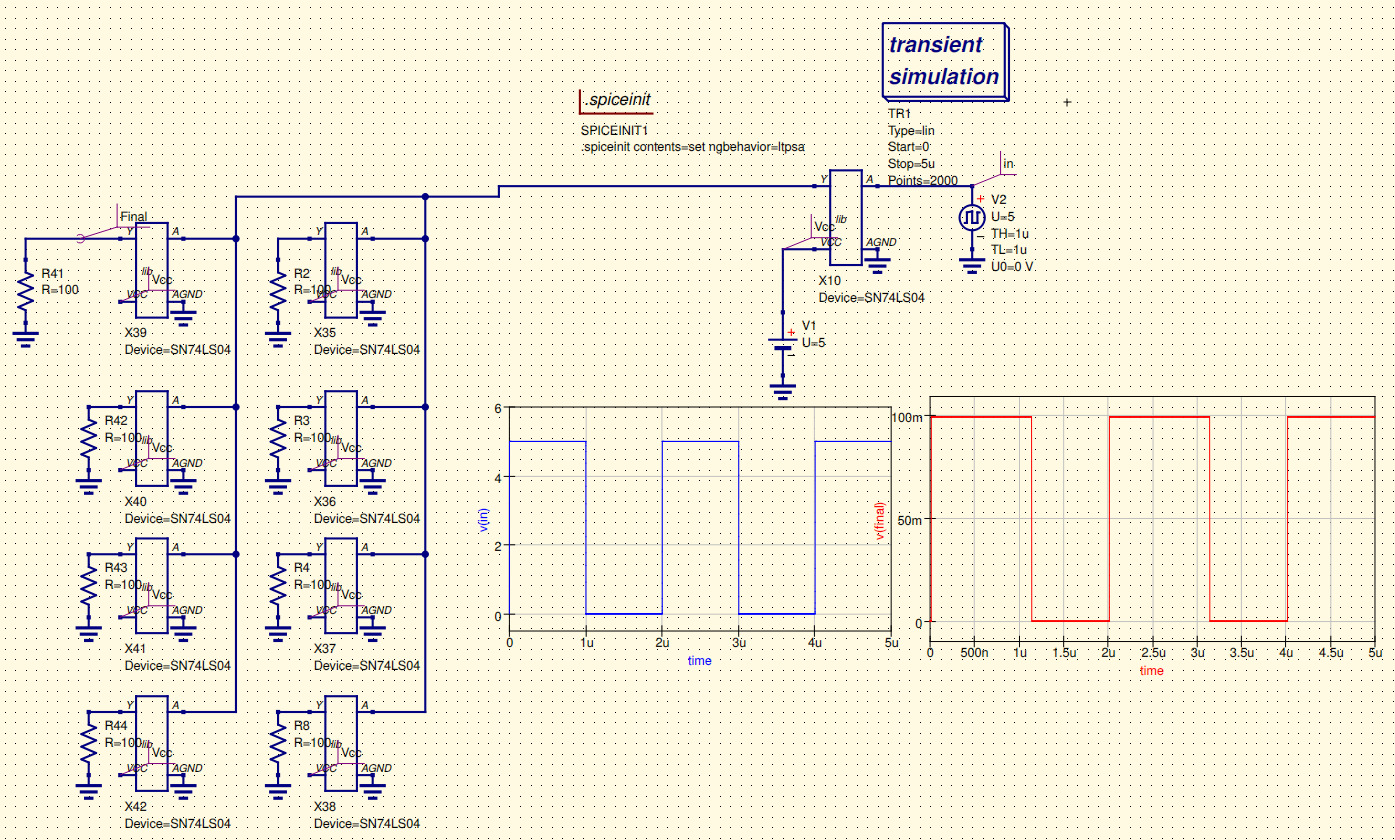 transient
simulation
.spiceinit
SPICEINIT1
.spiceinit contents=set ngbehavior=ltpsa
TR1
Type=lin
Start=0
Stop=5u
Points=2000
in
V2
U=5
TH=1u
TL=1u
U0=0 V
Y
A
lib
Vcc
VCC
AGND
X10
Device=SN74LS04
V1
U=5
Final
Y
A
R41
R=100
lib
Vcc
VCC
AGND
X39
Device=SN74LS04
Y
A
R2
R=100
lib
Vcc
VCC
AGND
X35
Device=SN74LS04
Y
A
R42
R=100
lib
Vcc
VCC
AGND
X40
Device=SN74LS04
Y
A
R3
R=100
lib
Vcc
VCC
AGND
X36
Device=SN74LS04
Y
A
R43
R=100
lib
Vcc
VCC
AGND
X41
Device=SN74LS04
Y
A
R4
R=100
lib
Vcc
VCC
AGND
X37
Device=SN74LS04
Y
A
R44
R=100
lib
Vcc
VCC
AGND
X42
Device=SN74LS04
Y
A
R8
R=100
lib
Vcc
VCC
AGND
X38
Device=SN74LS04
6
4
2
0
v(in)
0 1u 2u 3u 4u 5u
time
100m
50m
0
v(final)
0 500n 1u 1.5u 2u 2.5u 3u 3.5u 4u 4.5u 5u
time